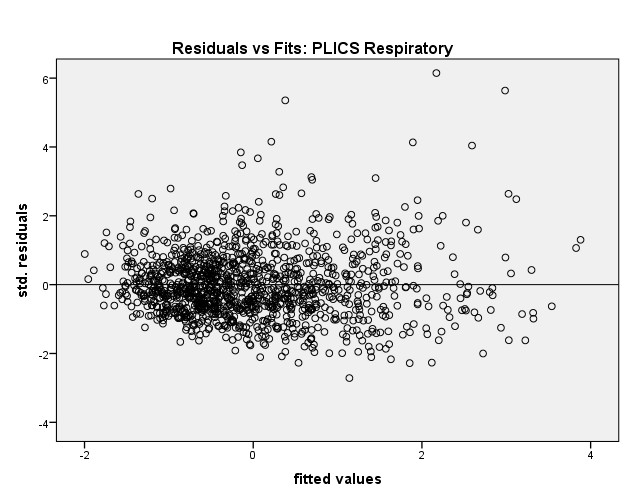 Residuals vs Fits: PLICS Respiratory
6
4
2
0
-2
-4
std. residuals
-2 0 2 4
fitted values